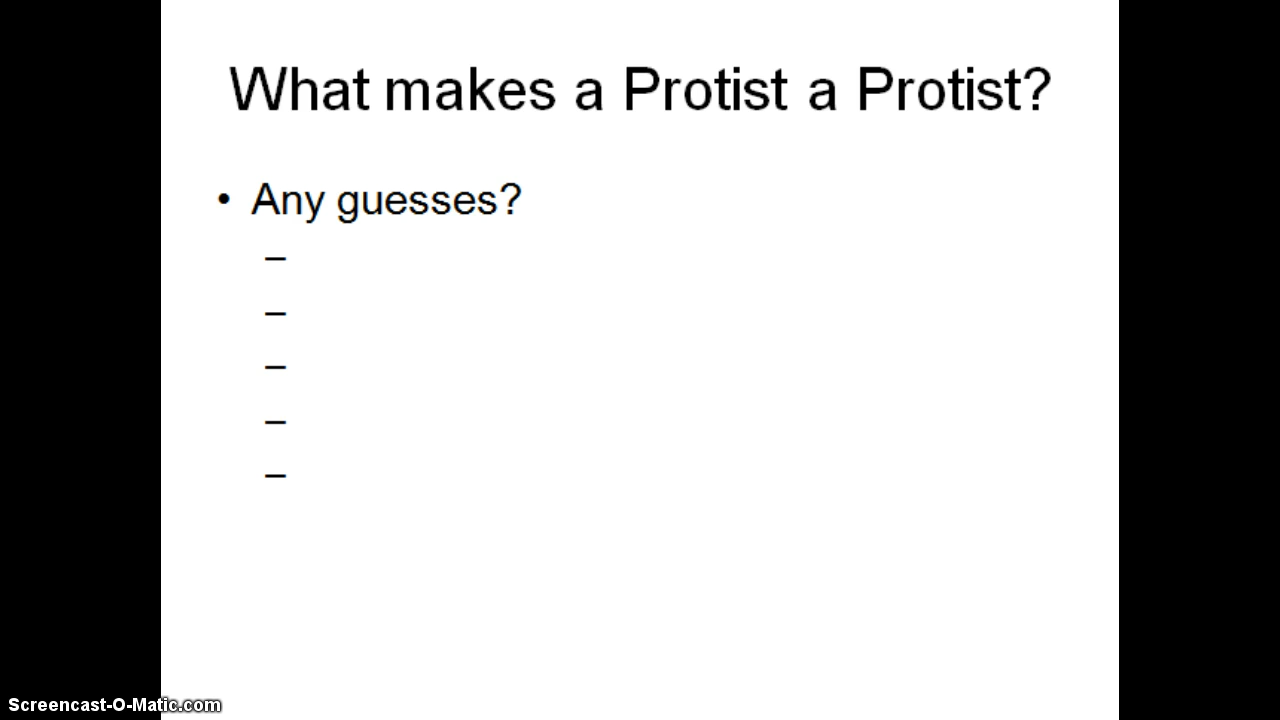 What makes a Protist a Protist?
• Any guesses?
–
–
–
–
–
Screencast-O-Matic.com